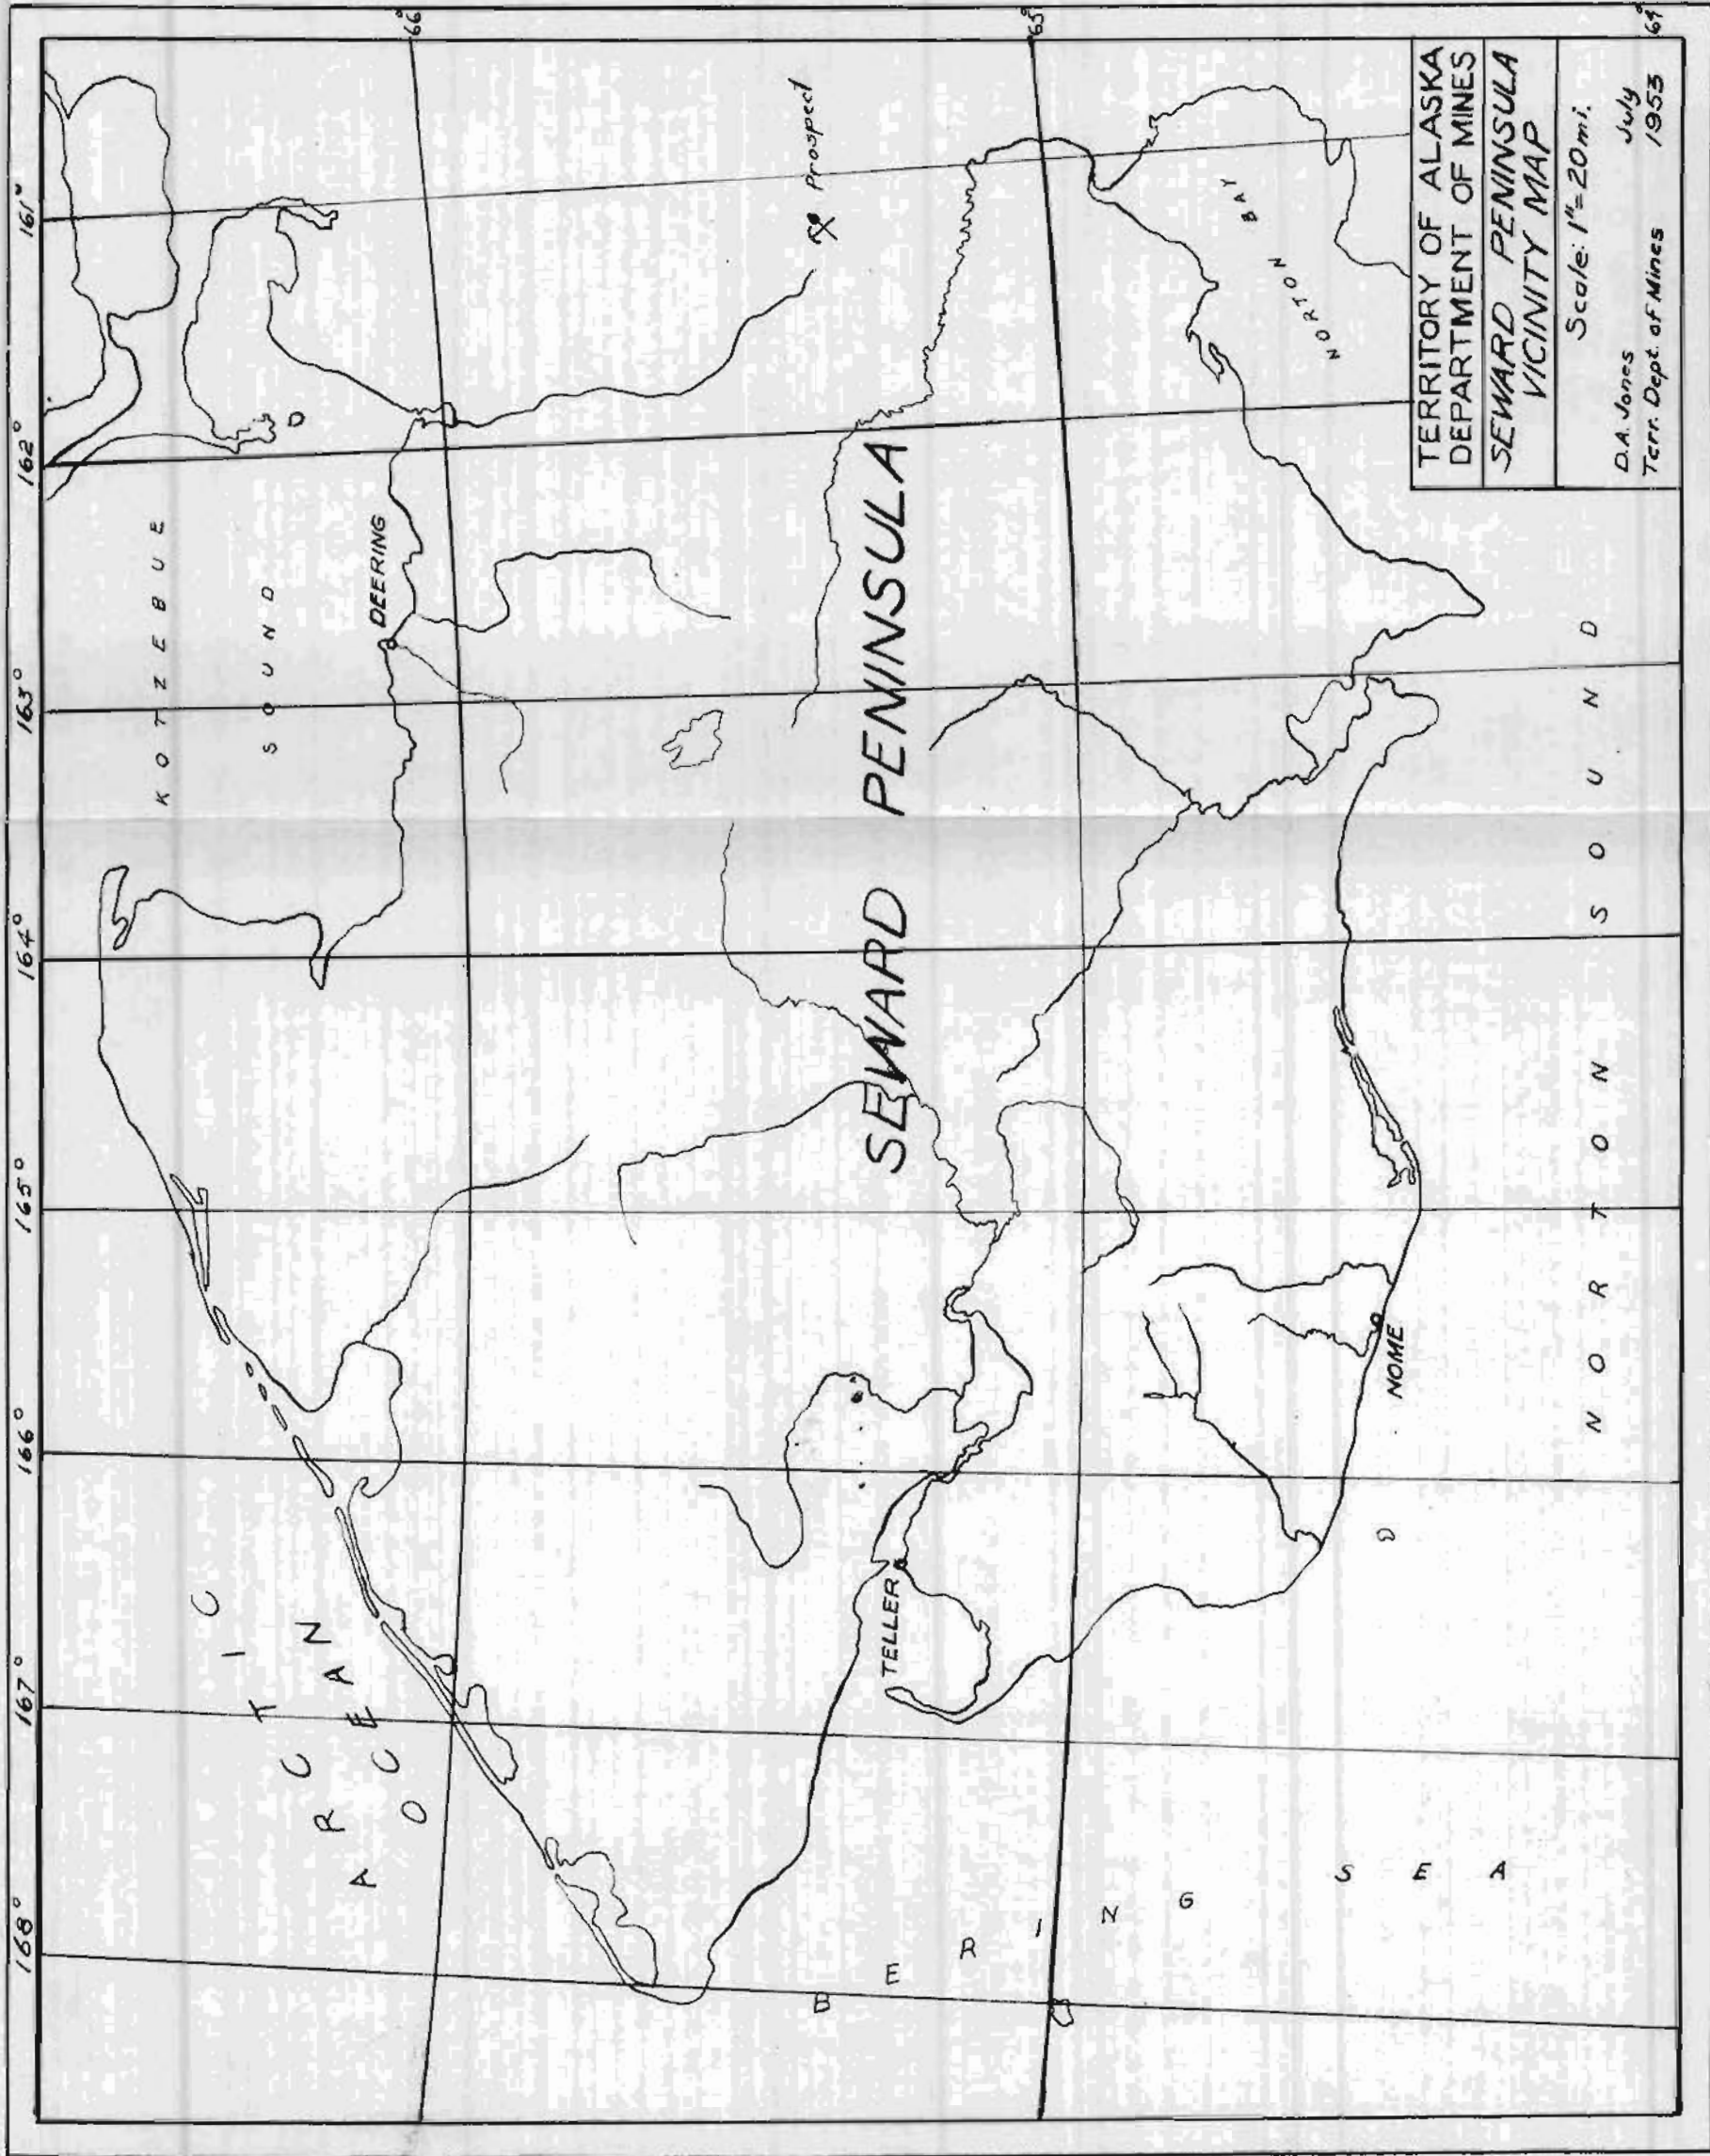 168° 167° 166° 165° 164° 163° 162° 161°
66°
65°
64°
ARCTIC
OCEAN
KOTZEBUE
SOUND
DEERING
Prospect
SEWARD PENINSULA
TELLER
NOME
NORTON BAY
BERING SEA
NORTON SOUND
TERRITORY OF ALASKA
DEPARTMENT OF MINES
SEWARD PENINSULA
VICINITY MAP
Scale: 1"=20mi.
D.A. Jones July
Terr. Dept. of Mines 1953